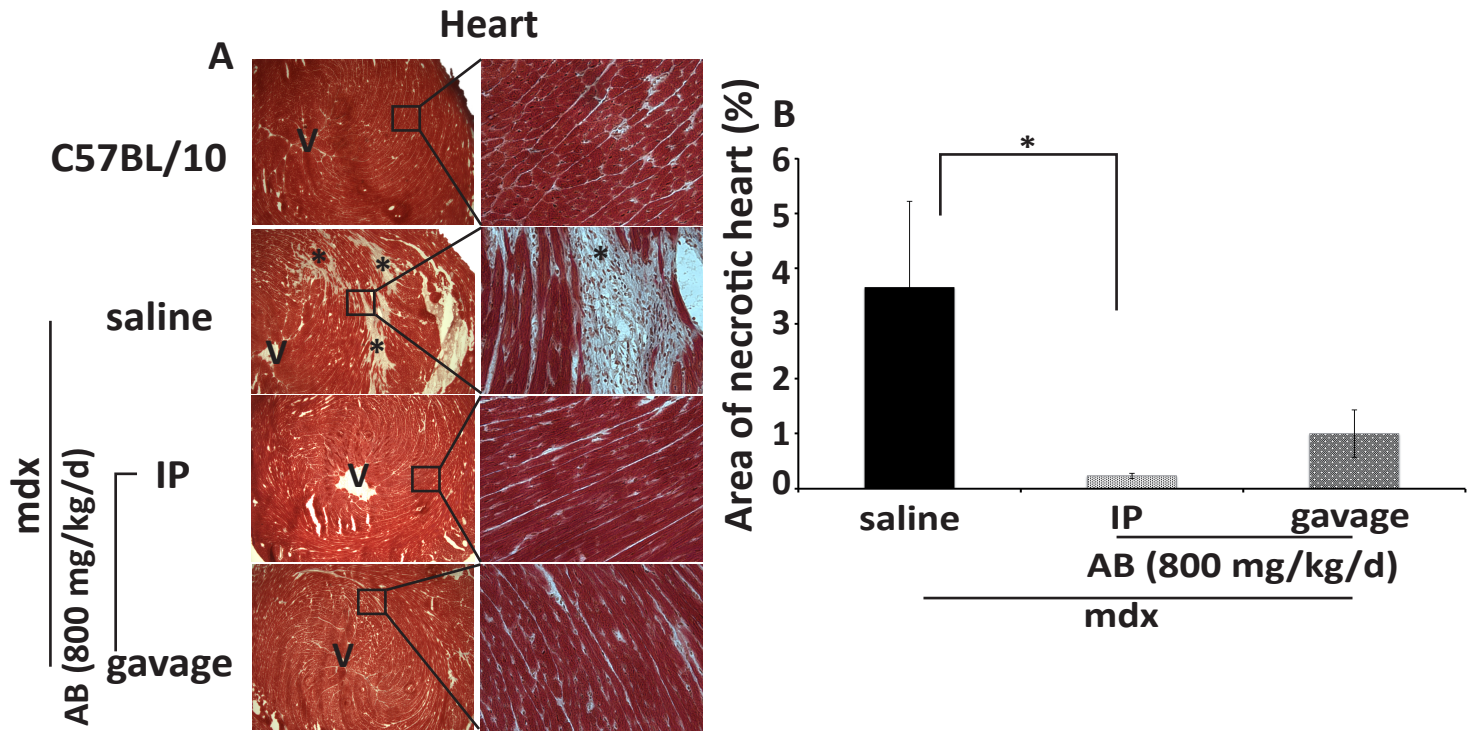 Heart
A
C57BL/10
V
saline
*
*
*
*
V
IP
V
gavage
V
mdx
AB (800 mg/kg/d)
B
Area of necrotic heart (%)
6
5
4
3
2
1
0
*
saline
IP
gavage
AB (800 mg/kg/d)
mdx